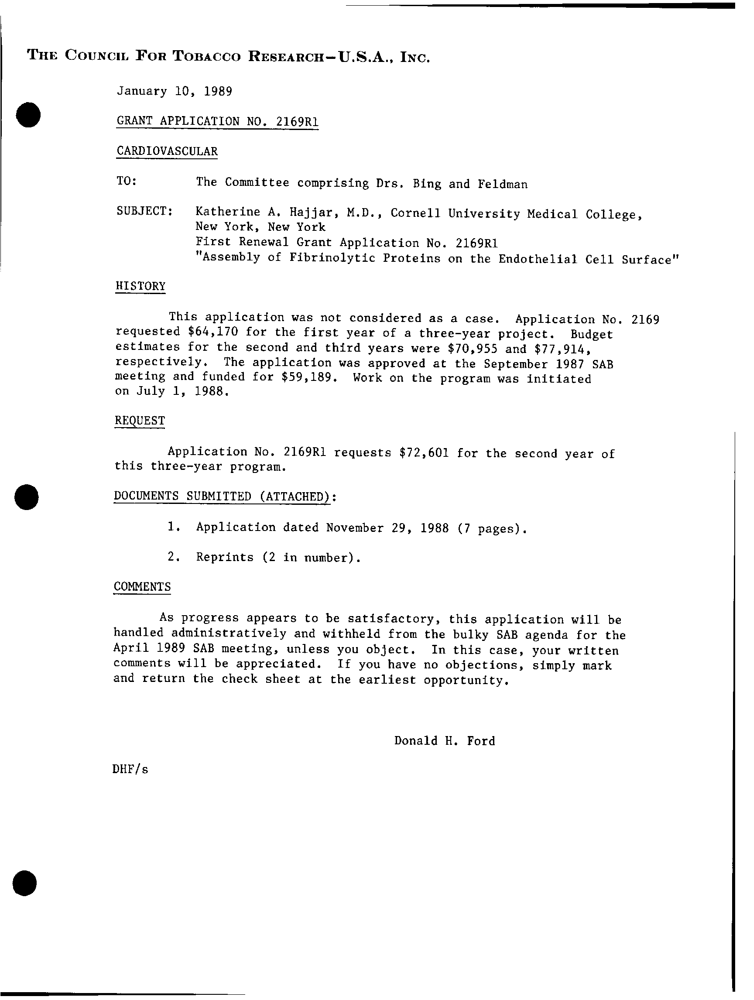 THE COUNCIL FOR TOBACCO RESEARCH—U.S.A., INC.
January 10, 1989
GRANT APPLICATION NO. 2169R1
CARDIOVASCULAR
TO: The Committee comprising Drs. Bing and Feldman
SUBJECT: Katherine A. Hajjar, M.D., Cornell University Medical College,
New York, New York
First Renewal Grant Application No. 2169R1
"Assembly of Fibrinolytic Proteins on the Endothelial Cell Surface"
HISTORY
This application was not considered as a case. Application No. 2169
requested $64,170 for the first year of a three-year project. Budget
estimates for the second and third years were $70,955 and $77,914,
respectively. The application was approved at the September 1987 SAB
meeting and funded for $59,189. Work on the program was initiated
on July 1, 1988.
REQUEST
Application No. 2169R1 requests $72,601 for the second year of
this three-year program.
DOCUMENTS SUBMITTED (ATTACHED):
1. Application dated November 29, 1988 (7 pages).
2. Reprints (2 in number).
COMMENTS
As progress appears to be satisfactory, this application will be
handled administratively and withheld from the bulky SAB agenda for the
April 1989 SAB meeting, unless you object. In this case, your written
comments will be appreciated. If you have no objections, simply mark
and return the check sheet at the earliest opportunity.
Donald H. Ford
DHF/s